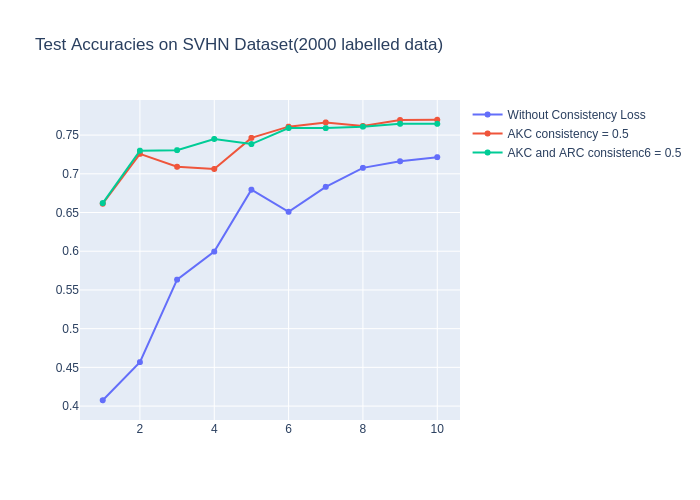 Test Accuracies on SVHN Dataset(2000 labelled data)
Without Consistency Loss
AKC consistency = 0.5
AKC and ARC consistenc6 = 0.5
0.75
0.7
0.65
0.6
0.55
0.5
0.45
0.4
2 4 6 8 10